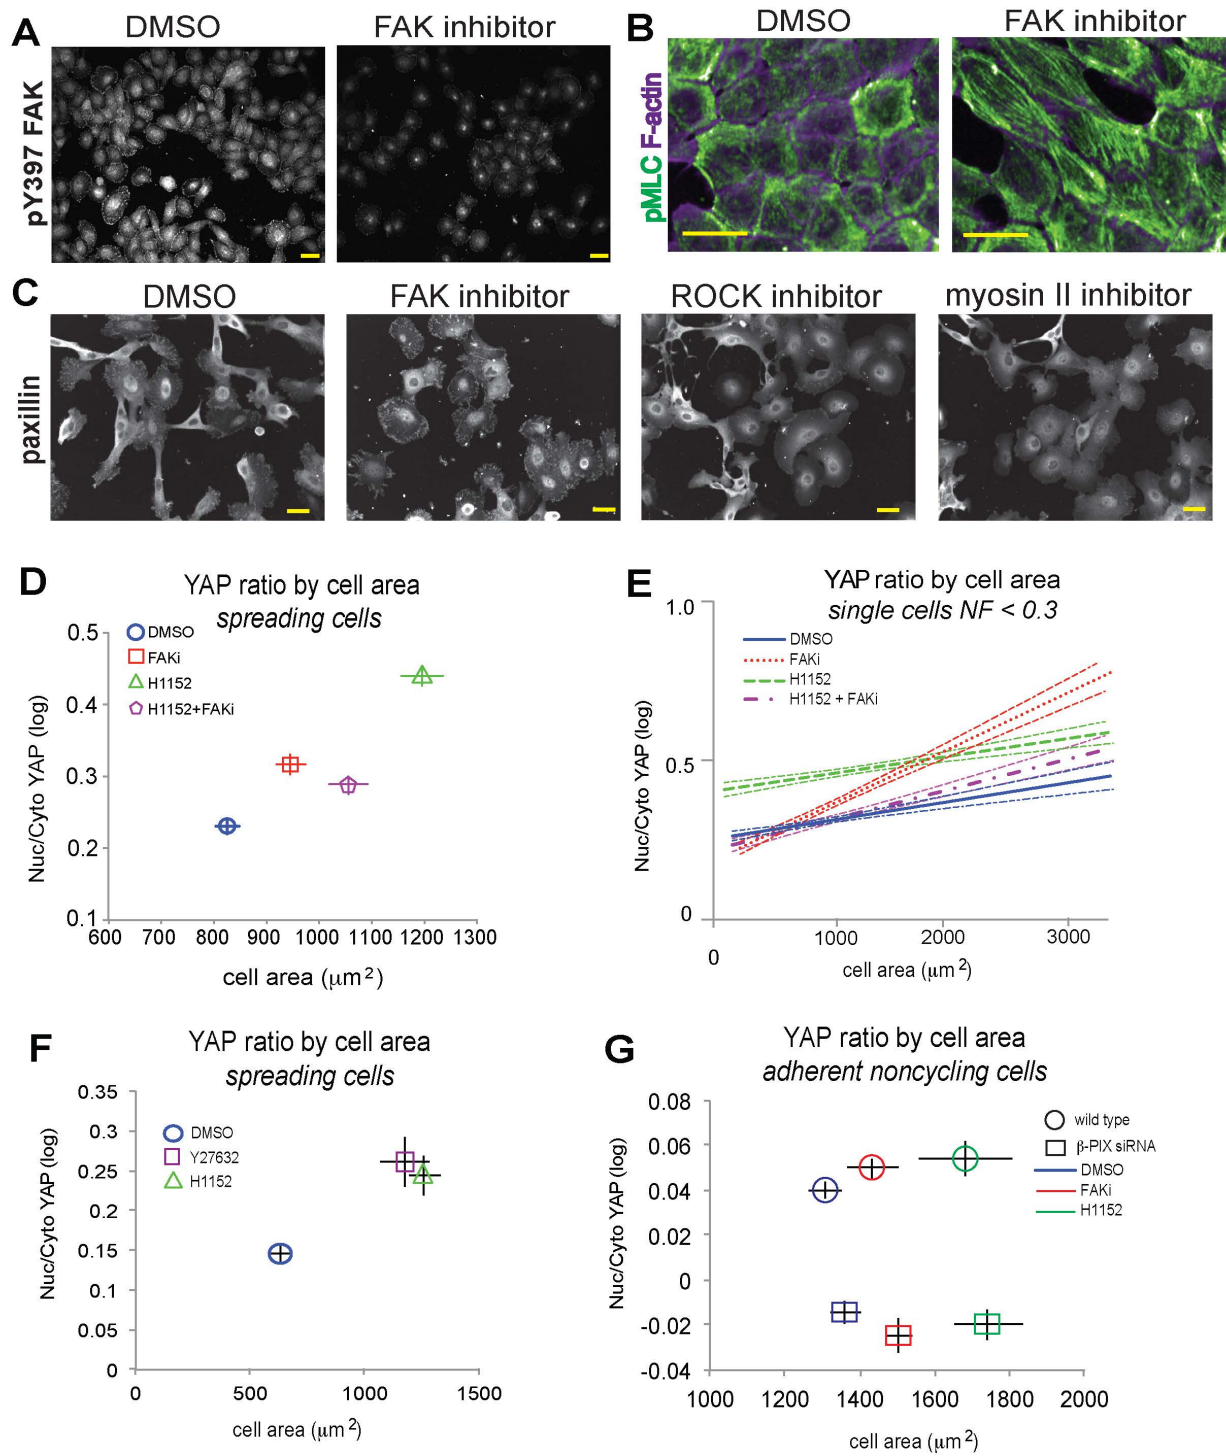 A
DMSO
FAK inhibitor
pY397 FAK
B
DMSO
FAK inhibitor
pMLC F-actin
C
DMSO
FAK inhibitor
ROCK inhibitor
myosin II inhibitor
paxillin
D
YAP ratio by cell area
spreading cells
DMSO
FAKi
H1152
H1152+FAKi
Nuc/Cyto YAP (log)
0.5
0.4
0.3
0.2
0.1
600 700 800 900 1000 1100 1200 1300
cell area (μm²)
E
YAP ratio by cell area
single cells NF < 0.3
DMSO
FAKi
H1152
H1152 + FAKi
Nuc/Cyto YAP (log)
1.0
0.5
0
0 1000 2000 3000
cell area (μm²)
F
YAP ratio by cell area
spreading cells
DMSO
Y27632
H1152
Nuc/Cyto YAP (log)
0.35
0.3
0.25
0.2
0.15
0.1
0.05
0
0 500 1000 1500
cell area (μm²)
G
YAP ratio by cell area
adherent noncycling cells
wild type
β-PIX siRNA
DMSO
FAKi
H1152
Nuc/Cyto YAP (log)
0.08
0.06
0.04
0.02
0
-0.02
-0.04
1000 1200 1400 1600 1800 2000
cell area (μm²)